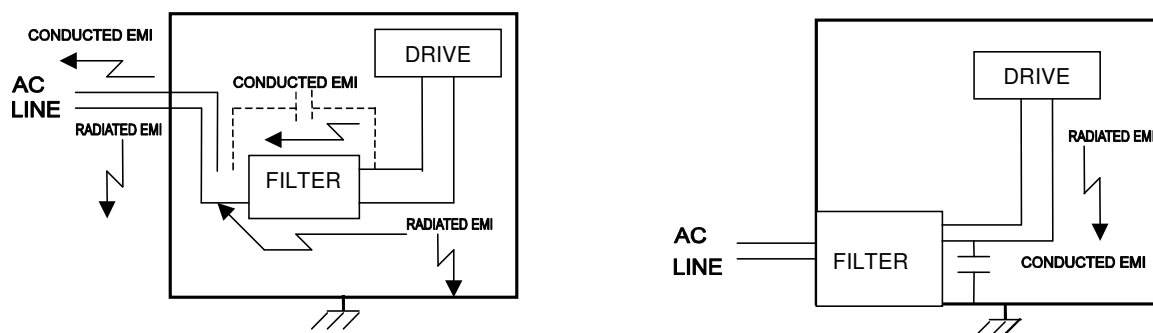 CONDUCTED EMI
DRIVE
CONDUCTED EMI
AC
LINE
RADIATED EMI
FILTER
RADIATED EMI
DRIVE
RADIATED EMI
AC
LINE
FILTER
CONDUCTED EMI